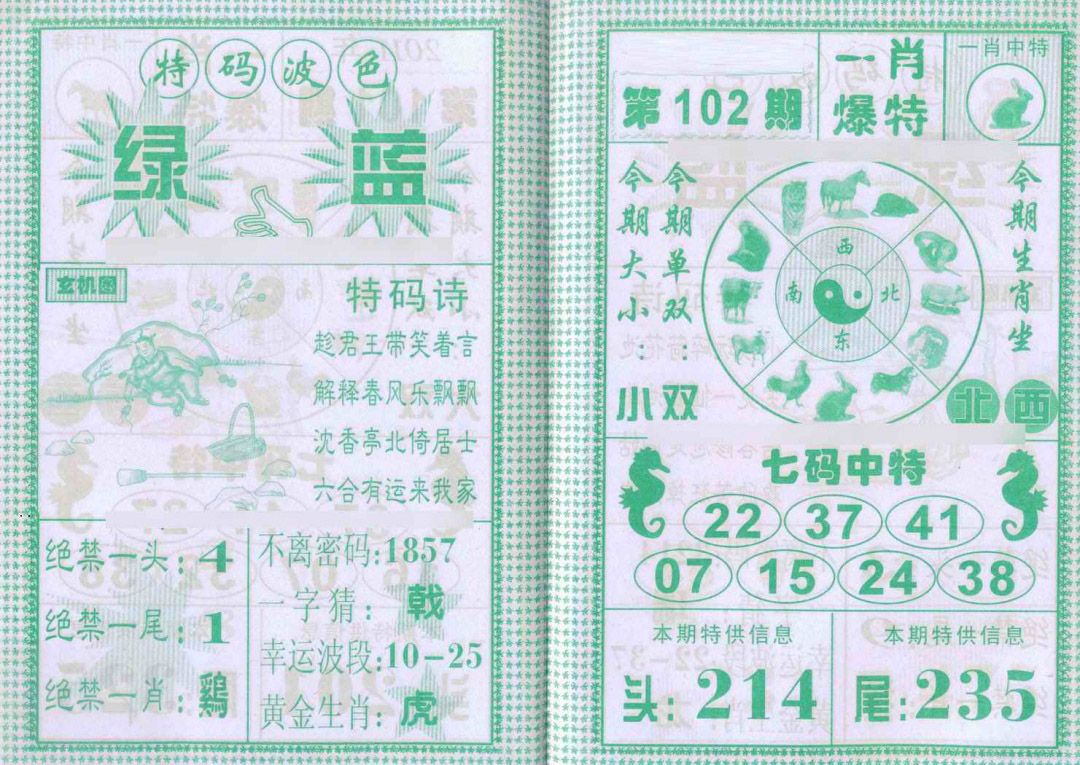 特码波色
绿 蓝
玄机图
特码诗
趁君王带笑着言
解释春风乐飘飘
沈香亭北倚居士
六合有运来我家
绝禁一头:4
绝禁一尾:1
绝禁一肖:鷄
不离密码:1857
一字猜:戟
幸运波段:10-25
黄金生肖:虎
第102期
一肖
爆特
一肖中特
今期大小:小
今期单双:双
西
南 北
东
今期生肖坐
北 西
七码中特
22 37 41
07 15 24 38
本期特供信息
头:214
本期特供信息
尾:235